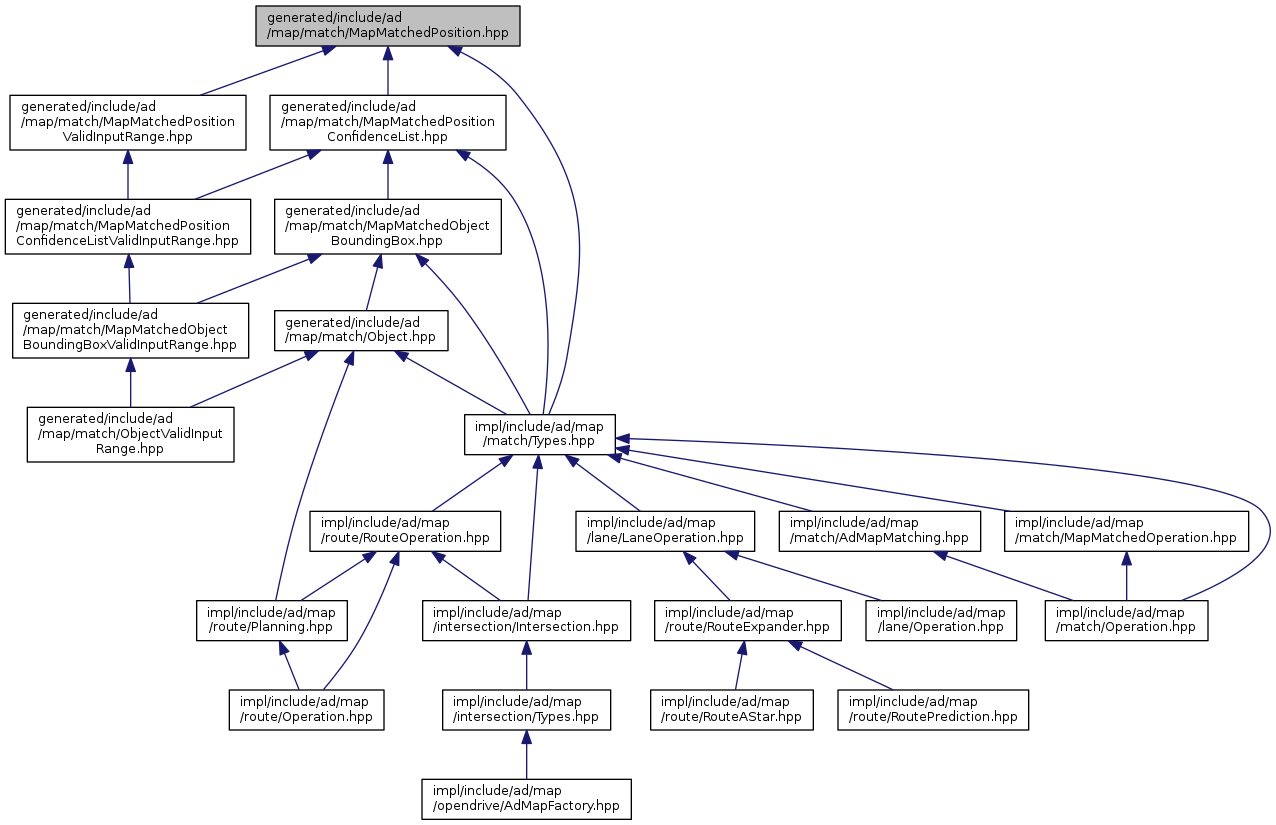 generated/include/ad
/map/match/MapMatchedPosition.hpp
generated/include/ad
/map/match/MapMatchedPosition
ValidInputRange.hpp
generated/include/ad
/map/match/MapMatchedPosition
ConfidenceList.hpp
generated/include/ad
/map/match/MapMatchedPosition
ConfidenceListValidInputRange.hpp
generated/include/ad
/map/match/MapMatchedObject
BoundingBox.hpp
generated/include/ad
/map/match/MapMatchedObject
BoundingBoxValidInputRange.hpp
generated/include/ad
/map/match/Object.hpp
generated/include/ad
/map/match/ObjectValidInput
Range.hpp
impl/include/ad/map
/match/Types.hpp
impl/include/ad/map
/route/RouteOperation.hpp
impl/include/ad/map
/lane/LaneOperation.hpp
impl/include/ad/map
/match/AdMapMatching.hpp
impl/include/ad/map
/match/MapMatchedOperation.hpp
impl/include/ad/map
/route/Planning.hpp
impl/include/ad/map
/intersection/Intersection.hpp
impl/include/ad/map
/route/RouteExpander.hpp
impl/include/ad/map
/lane/Operation.hpp
impl/include/ad/map
/match/Operation.hpp
impl/include/ad/map
/route/Operation.hpp
impl/include/ad/map
/intersection/Types.hpp
impl/include/ad/map
/route/RouteAStar.hpp
impl/include/ad/map
/route/RoutePrediction.hpp
impl/include/ad/map
/opendrive/AdMapFactory.hpp